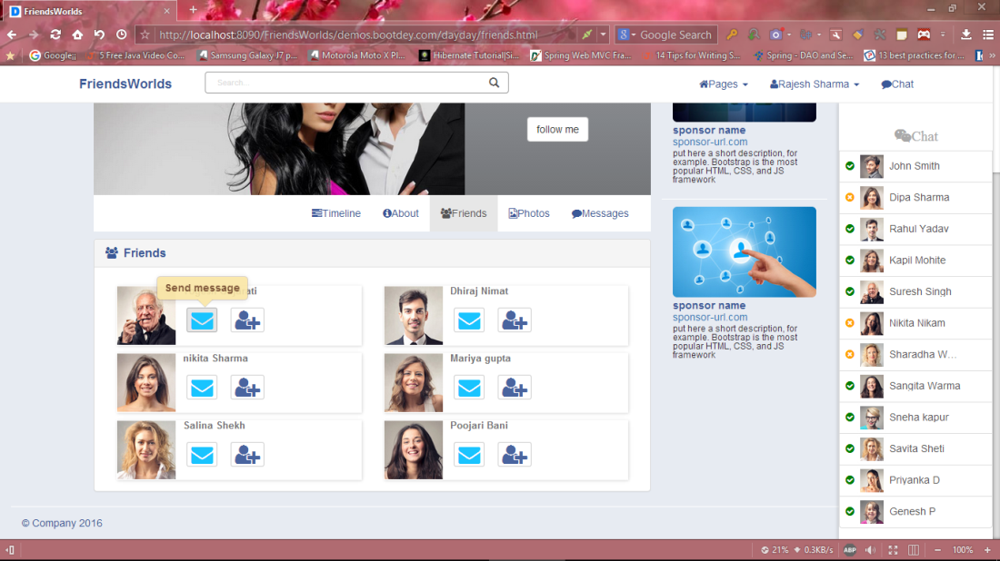 FriendsWorlds
http://localhost:8090/FriendsWorlds/demos.bootdey.com/dayday/friends.html
Google Search
Google
5 Free Java Video Co...
Samsung Galaxy J7 p...
Motorola Moto X Pl...
Hibernate Tutorial|Si...
Spring Web MVC Fra...
14 Tips for Writing S...
Spring - DAO and Se...
13 best practices for ...
FriendsWorlds
Search...
Pages
Rajesh Sharma
Chat
follow me
Timeline
About
Friends
Photos
Messages
Friends
Send message
Dhiraj Nimat
nikita Sharma
Mariya gupta
Salina Shekh
Poojari Bani
sponsor name
sponsor-url.com
put here a short description, for
example. Bootstrap is the most
popular HTML, CSS, and JS
framework
sponsor name
sponsor-url.com
put here a short description, for
example. Bootstrap is the most
popular HTML, CSS, and JS
framework
Chat
John Smith
Dipa Sharma
Rahul Yadav
Kapil Mohite
Suresh Singh
Nikita Nikam
Sharadha W...
Sangita Warma
Sneha kapur
Savita Sheti
Priyanka D
Genesh P
© Company 2016
21%
0.3KB/s
ABP
100%